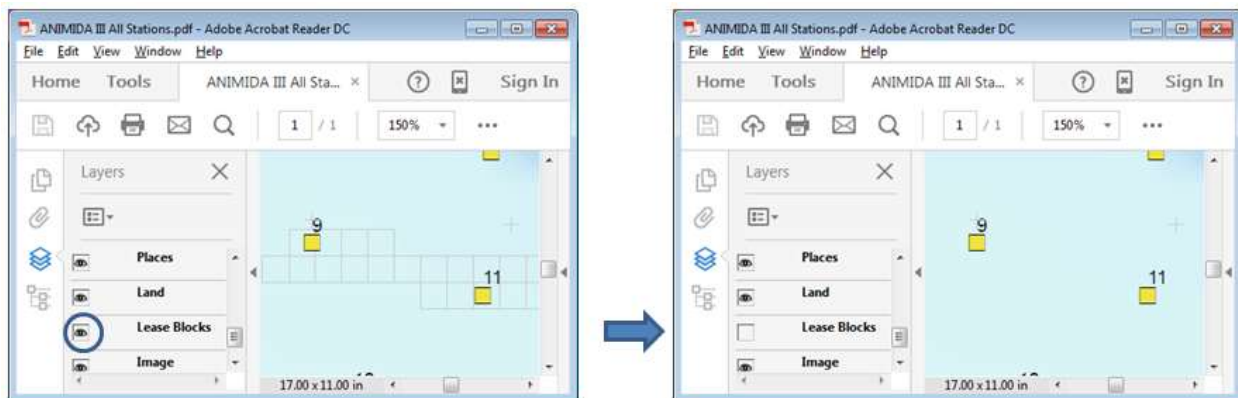 ANIMIDA III All Stations.pdf - Adobe Acrobat Reader DC
File Edit View Window Help
Home Tools ANIMIDA III All Sta... × ? Sign In
1 / 1 150% ...
Layers
9
11
Places
Land
Lease Blocks
Image
17.00 x 11.00 in
ANIMIDA III All Stations.pdf - Adobe Acrobat Reader DC
File Edit View Window Help
Home Tools ANIMIDA III All Sta... × ? Sign In
1 / 1 150% ...
Layers
9
11
Places
Land
Lease Blocks
Image
17.00 x 11.00 in